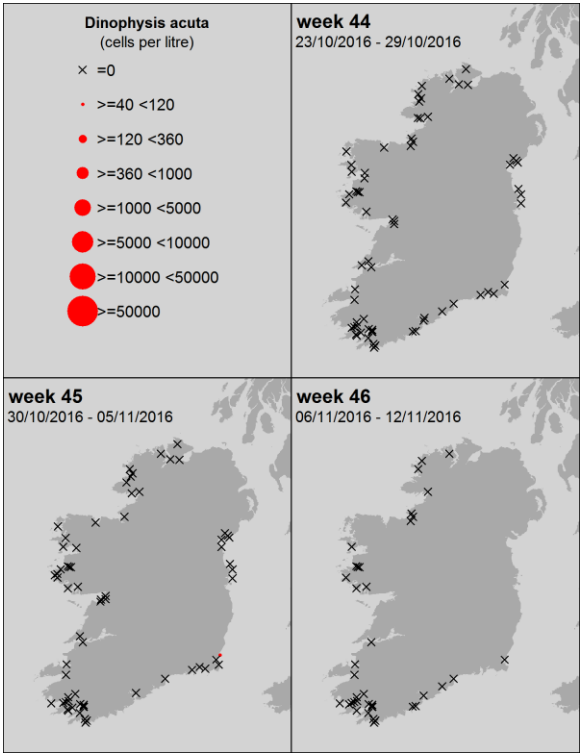 Dinophysis acuta
(cells per litre)
=0
>=40 <120
>=120 <360
>=360 <1000
>=1000 <5000
>=5000 <10000
>=10000 <50000
>=50000
week 44
23/10/2016 - 29/10/2016
week 45
30/10/2016 - 05/11/2016
week 46
06/11/2016 - 12/11/2016